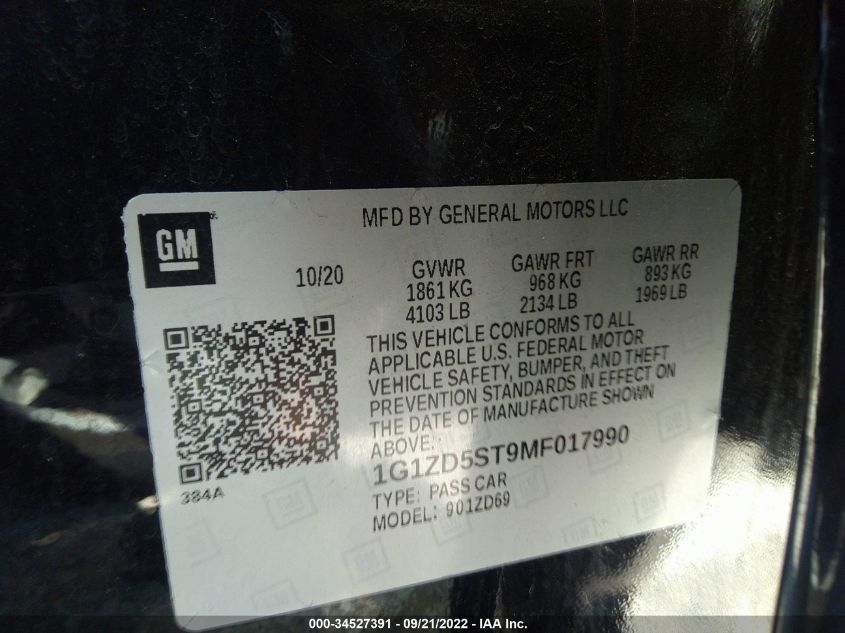 MFD BY GENERAL MOTORS LLC
GM
10/20
GVWR
1861 KG
4103 LB
GAWR FRT
968 KG
2134 LB
GAWR RR
893 KG
1969 LB
THIS VEHICLE CONFORMS TO ALL
APPLICABLE U.S. FEDERAL MOTOR
VEHICLE SAFETY, BUMPER, AND THEFT
PREVENTION STANDARDS IN EFFECT ON
THE DATE OF MANUFACTURE SHOWN
ABOVE.
1G1ZD5ST9MF017990
TYPE: PASS CAR
MODEL: 901ZD69
384A
000-34527391 - 09/21/2022 - IAA Inc.